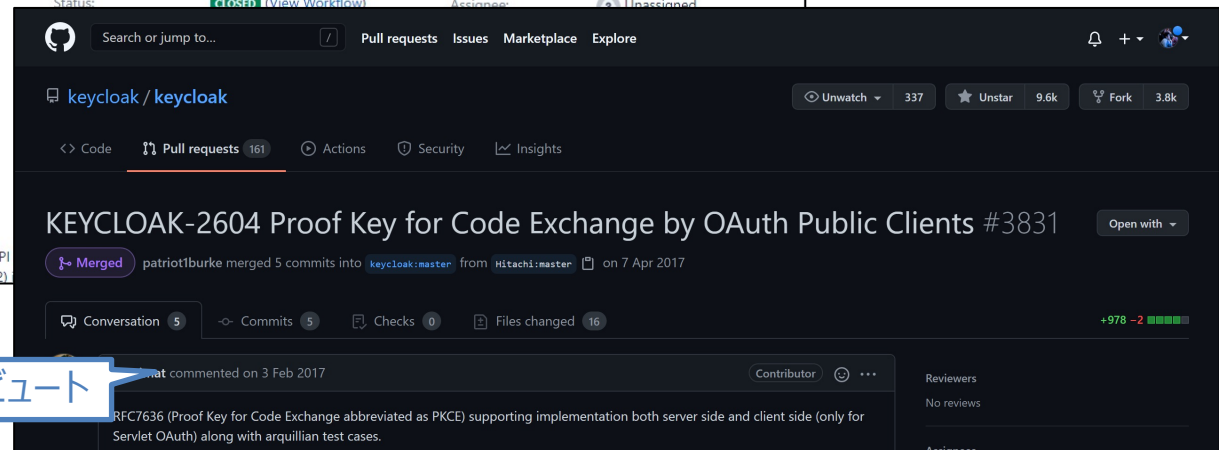 Status:
CLOSED (View Workflow)
Assignee:
Unassigned
Search or jump to...
/
Pull requests Issues Marketplace Explore
keycloak / keycloak
Unwatch 337
Unstar 9.6k
Fork 3.8k
<> Code
Pull requests 161
Actions
Security
Insights
KEYCLOAK-2604 Proof Key for Code Exchange by OAuth Public Clients #3831
Open with
Merged
patriot1burke merged 5 commits into keycloak:master from Hitachi:master on 7 Apr 2017
PI
2)
Conversation 5
Commits 5
Checks 0
Files changed 16
+978 −2
ビュート
commented on 3 Feb 2017
Contributor
Reviewers
No reviews
RFC7636 (Proof Key for Code Exchange abbreviated as PKCE) supporting implementation both server side and client side (only for
Servlet OAuth) along with arquillian test cases.